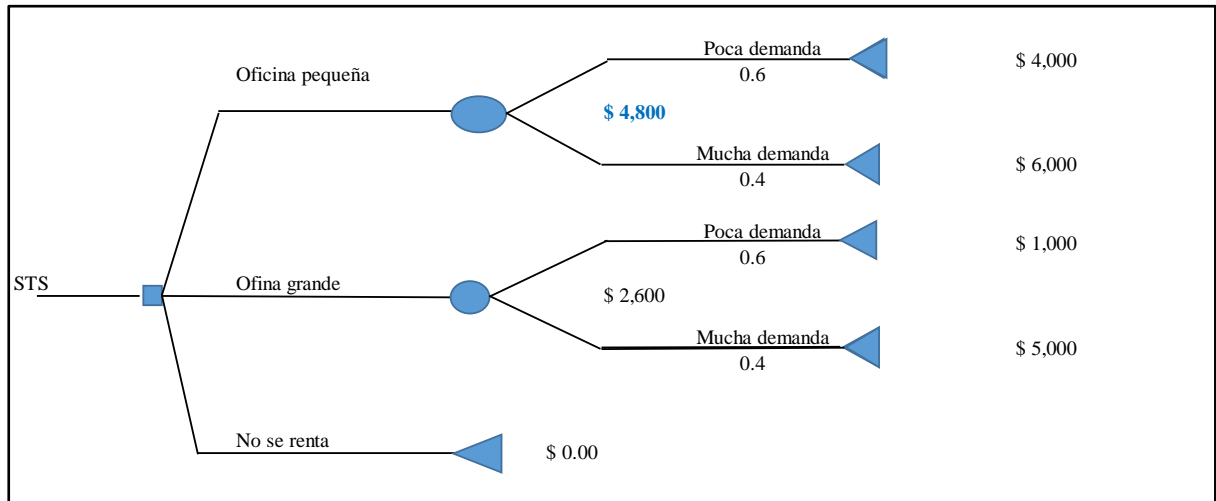 Poca demanda
$ 4,000
Oficina pequeña
0.6
$ 4,800
Mucha demanda
$ 6,000
0.4
Poca demanda
$ 1,000
0.6
STS
Ofina grande
$ 2,600
Mucha demanda
$ 5,000
0.4
No se renta
$ 0.00